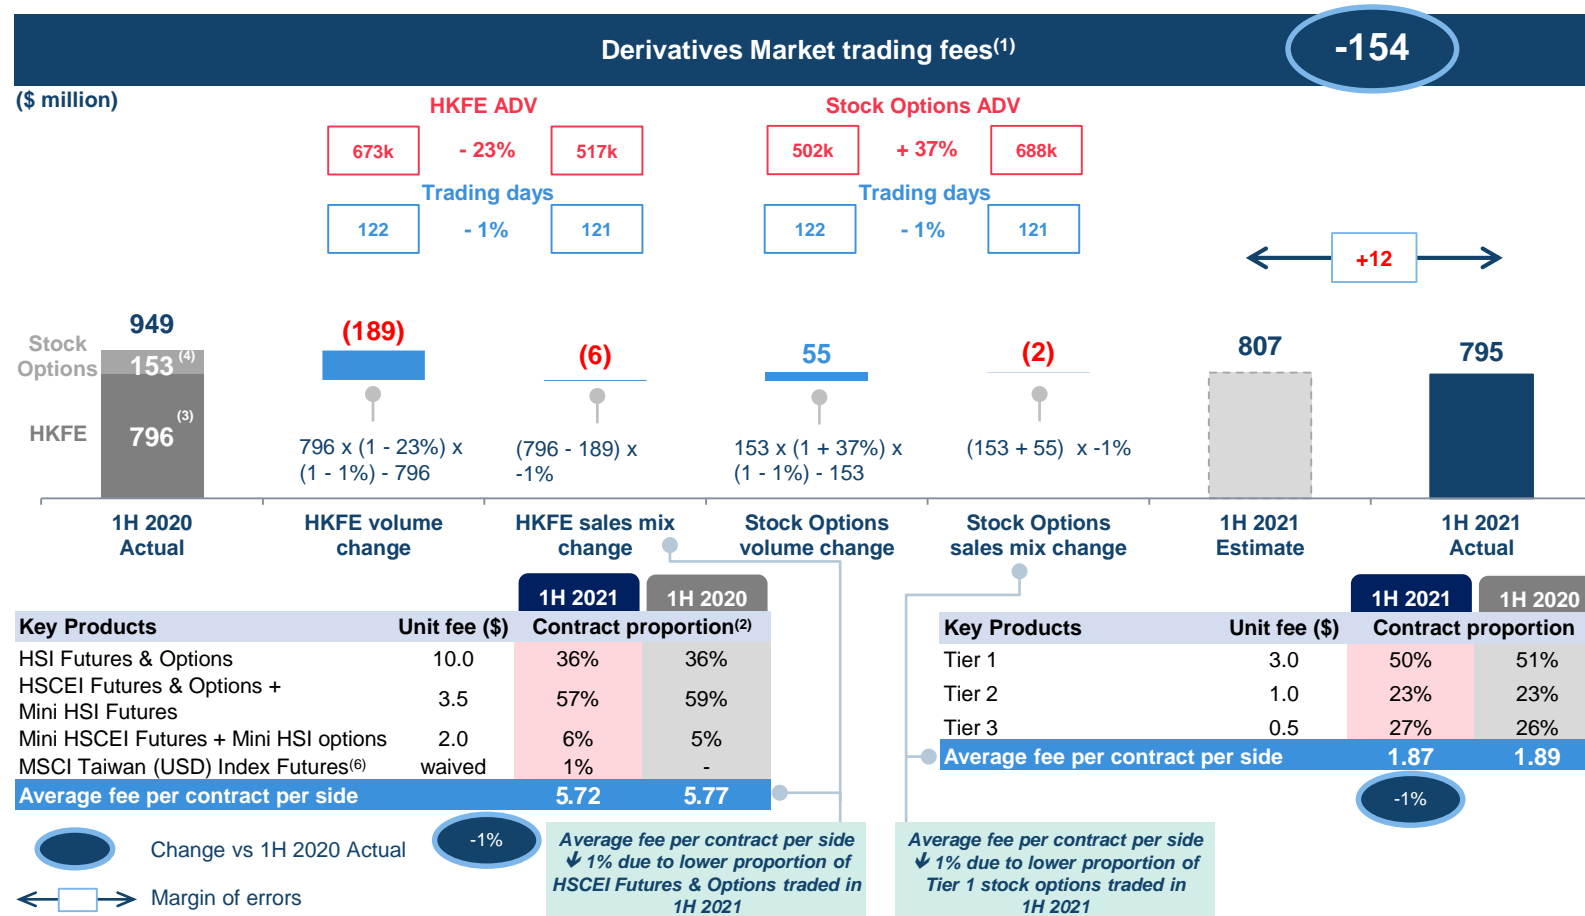 Derivatives Market trading fees(1)
-154
($ million)
HKFE ADV
673k
- 23%
517k
Trading days
122
- 1%
121
Stock Options ADV
502k
+ 37%
688k
Trading days
122
- 1%
121
+12
949
Stock
Options
153 (4)
HKFE
796 (3)
(189)
(6)
55
(2)
807
795
796 x (1 - 23%) x
(1 - 1%) - 796
(796 - 189) x
-1%
153 x (1 + 37%) x
(1 - 1%) - 153
(153 + 55) x -1%
1H 2020
Actual
HKFE volume
change
HKFE sales mix
change
Stock Options
volume change
Stock Options
sales mix change
1H 2021
Estimate
1H 2021
Actual
1H 2021 1H 2020
Key Products Unit fee ($) Contract proportion(2)
HSI Futures & Options 10.0 36% 36%
HSCEI Futures & Options +
Mini HSI Futures 3.5 57% 59%
Mini HSCEI Futures + Mini HSI options 2.0 6% 5%
MSCI Taiwan (USD) Index Futures(6) waived 1% -
Average fee per contract per side 5.72 5.77
1H 2021 1H 2020
Key Products Unit fee ($) Contract proportion
Tier 1 3.0 50% 51%
Tier 2 1.0 23% 23%
Tier 3 0.5 27% 26%
Average fee per contract per side 1.87 1.89
-1%
Change vs 1H 2020 Actual
Margin of errors
-1%
Average fee per contract per side
🡻 1% due to lower proportion of
HSCEI Futures & Options traded in
1H 2021
Average fee per contract per side
🡻 1% due to lower proportion of
Tier 1 stock options traded in
1H 2021